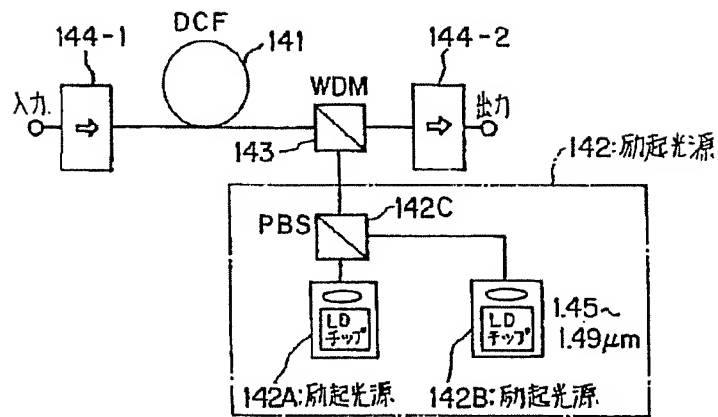 DCF
144-1
141
144-2
WDM
入力.
出力
143
142:励起光源
142C
PBS
LD
チップ
LD
チップ
1.45~
1.49μm
142A:励起光源
142B:励起光源